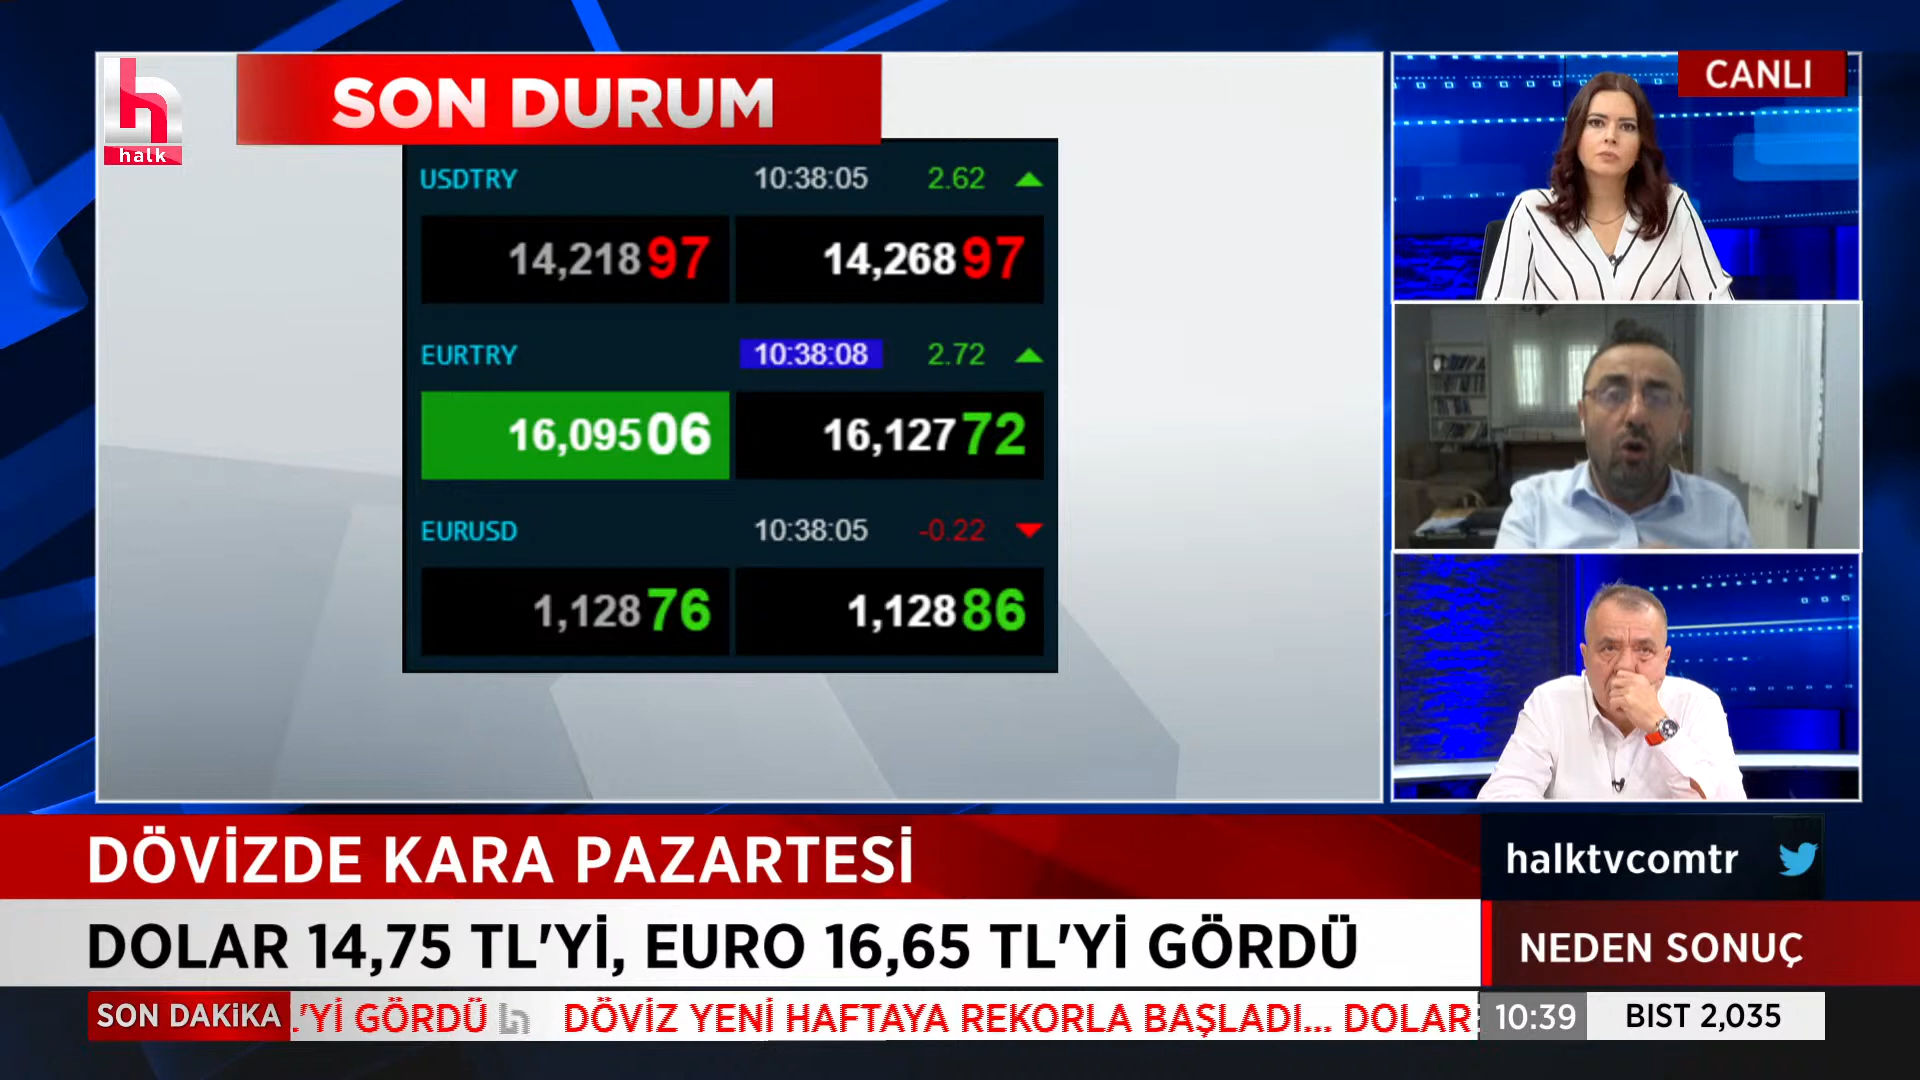 halk
SON DURUM
CANLI
USDTRY 10:38:05 2.62
14,21897 14,26897
EURTRY 10:38:08 2.72
16,09506 16,12772
EURUSD 10:38:05 -0.22
1,12876 1,12886
DÖVİZDE KARA PAZARTESİ
halktvcomtr
DOLAR 14,75 TL'Yİ, EURO 16,65 TL'Yİ GÖRDÜ
NEDEN SONUÇ
SON DAKİKA .'Yİ GÖRDÜ h DÖVİZ YENİ HAFTAYA REKORLA BAŞLADI... DOLAR 10:39 BIST 2,035